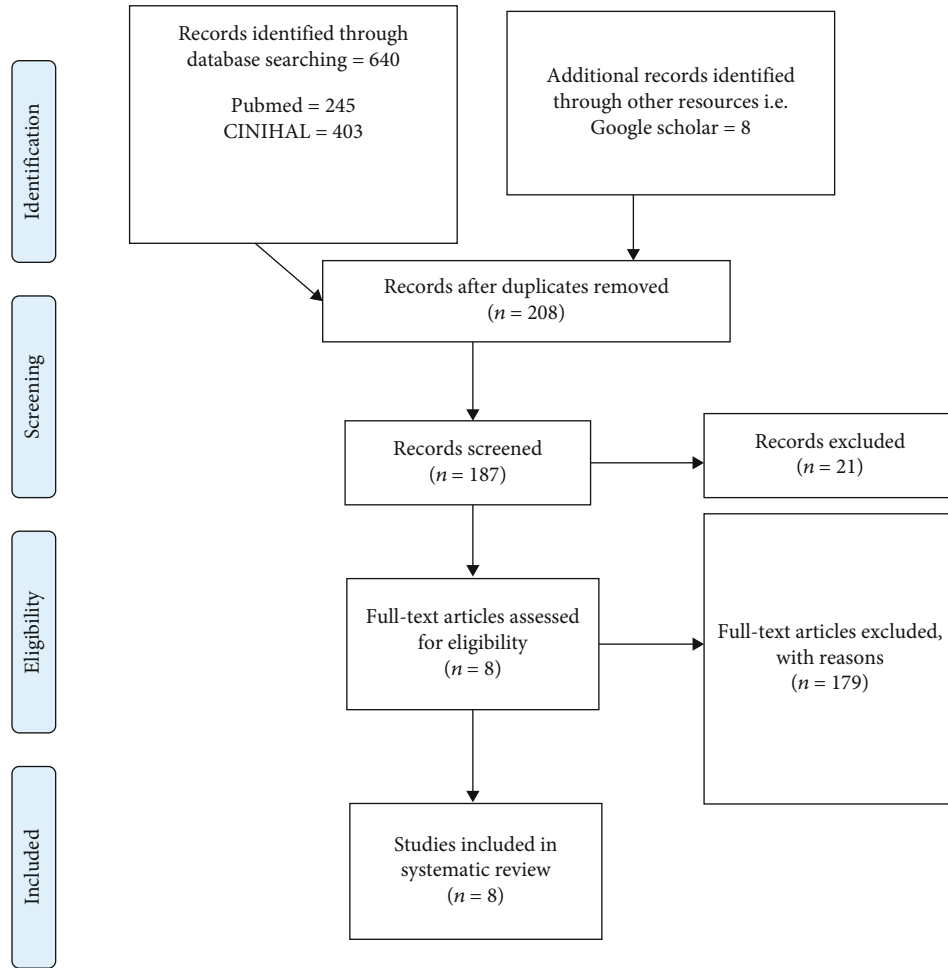 Identification
Records identified through
database searching = 640
Pubmed = 245
CINIHAL = 403
Additional records identified
through other resources i.e.
Google scholar = 8
Records after duplicates removed
(n = 208)
Screening
Records screened
(n = 187)
Records excluded
(n = 21)
Eligibility
Full-text articles assessed
for eligibility
(n = 8)
Full-text articles excluded,
with reasons
(n = 179)
Included
Studies included in
systematic review
(n = 8)